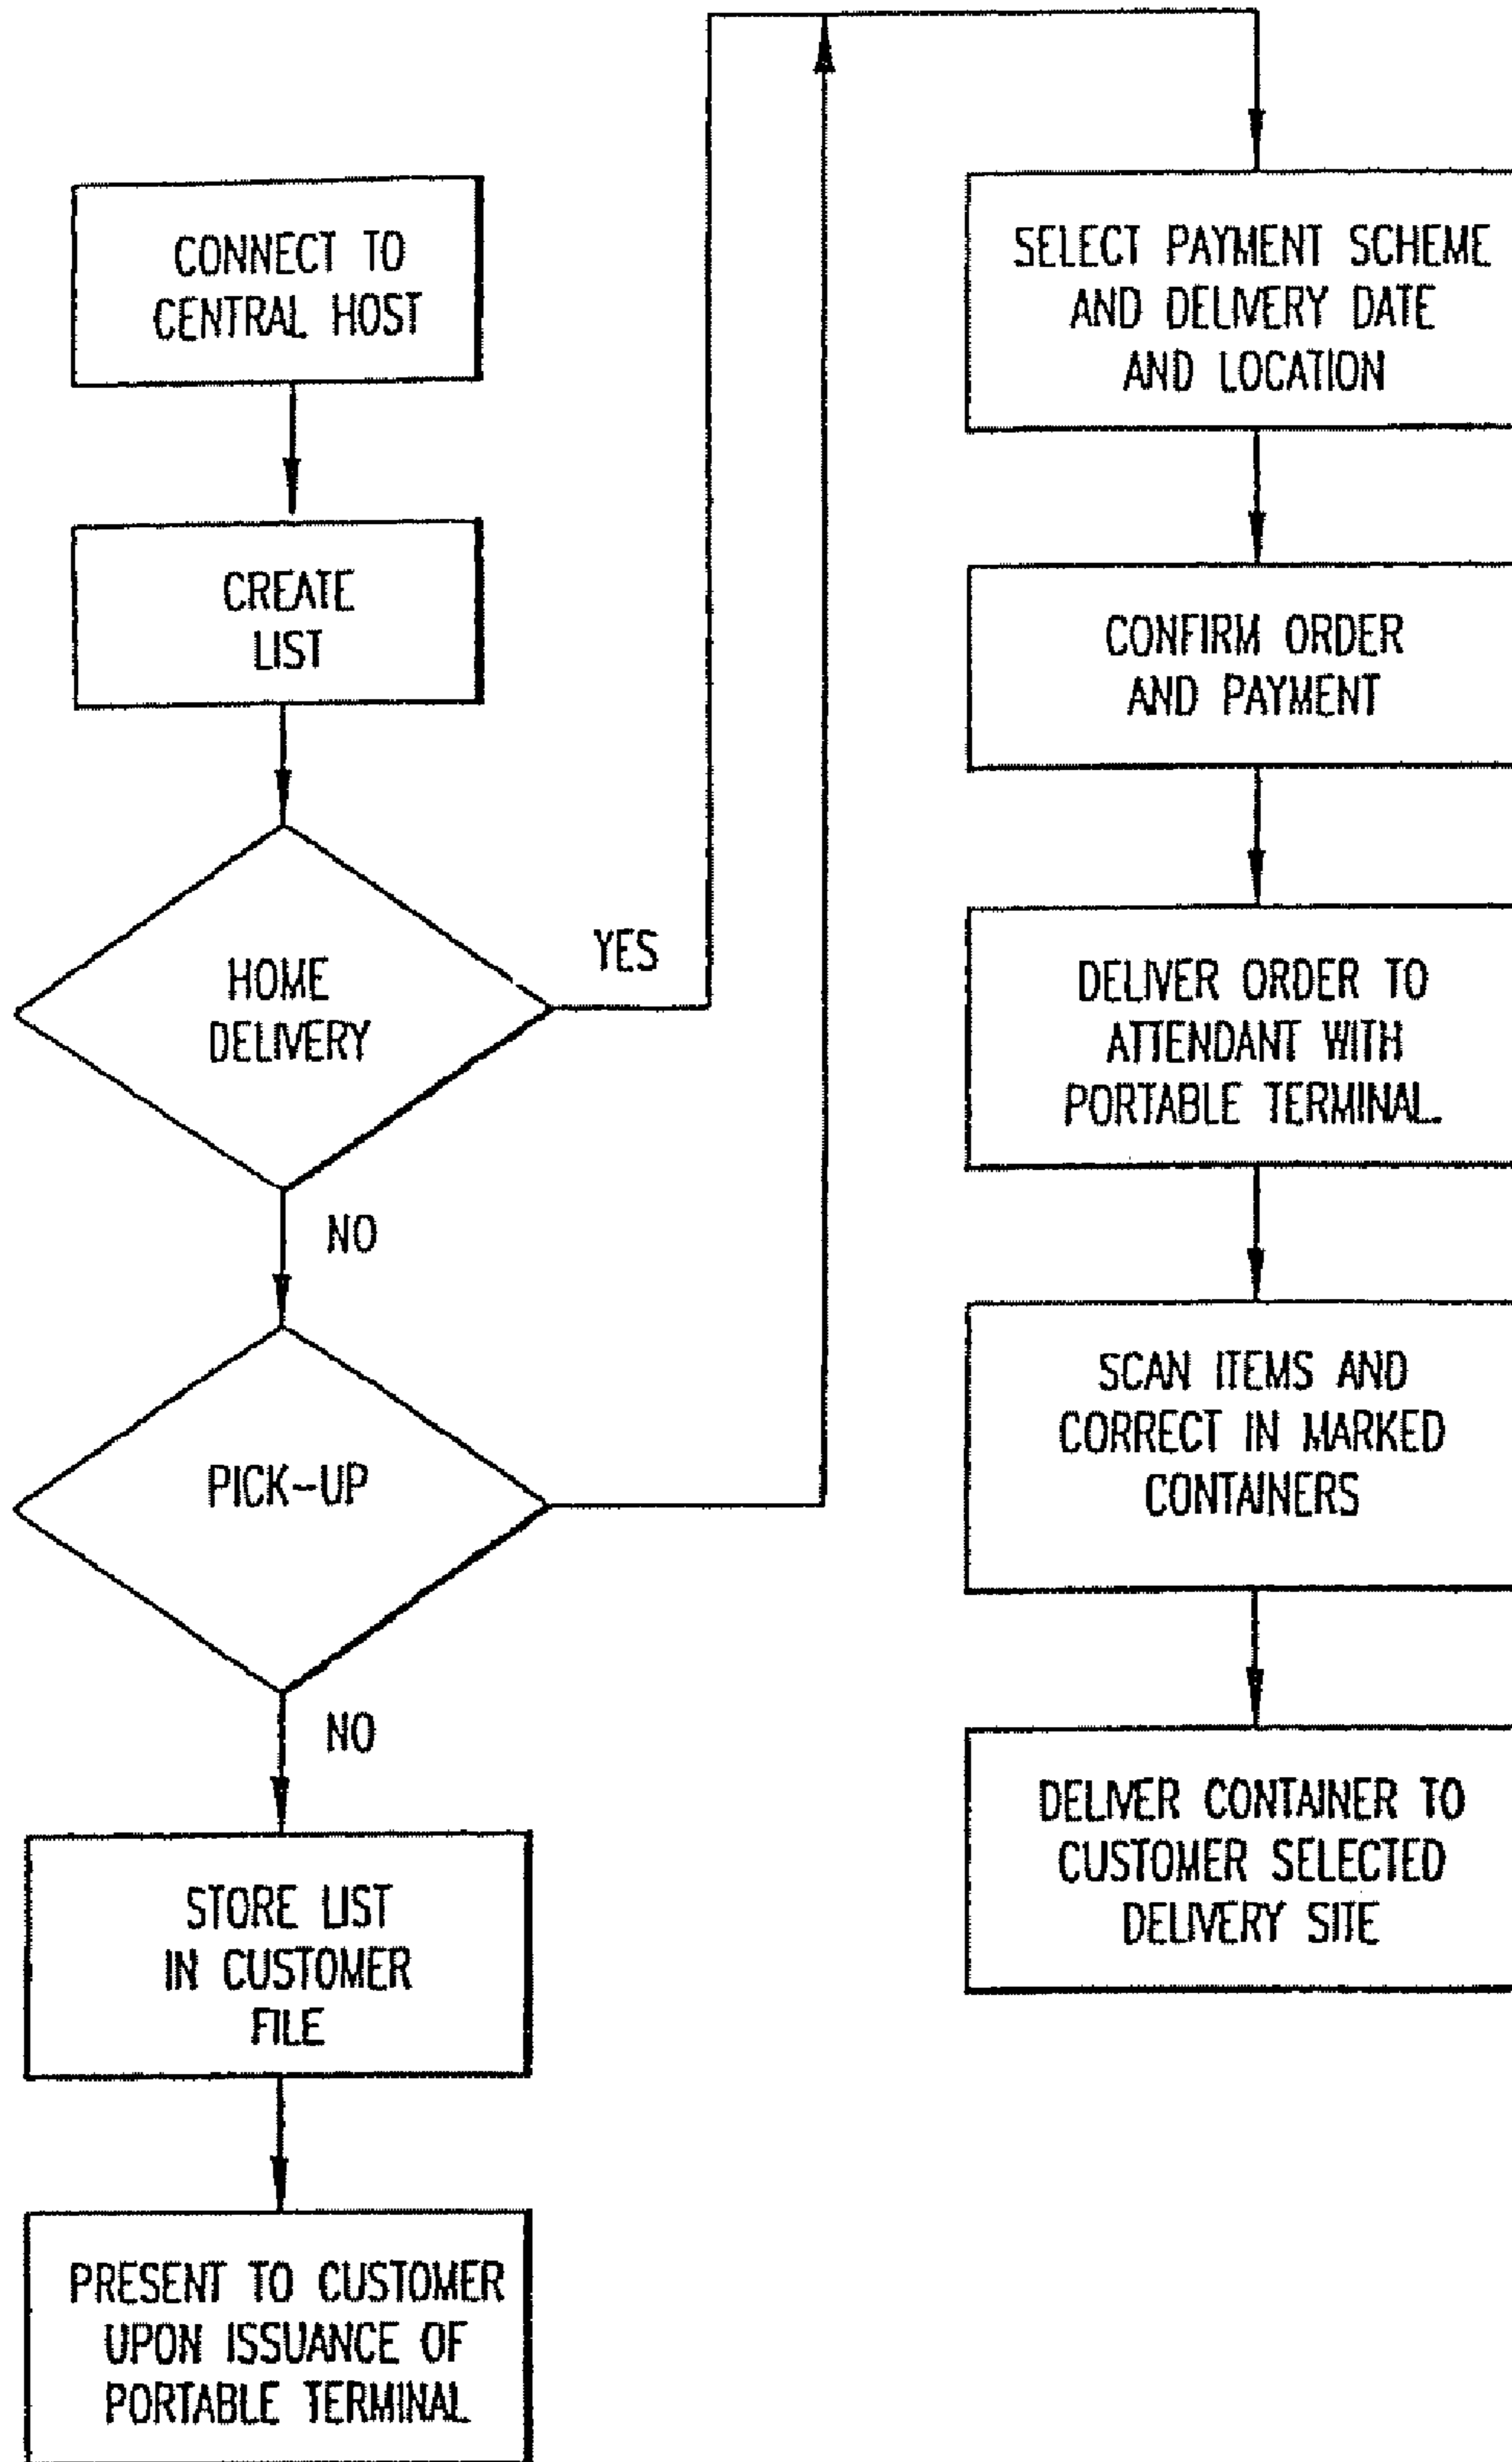 CONNECT TO
CENTRAL HOST
CREATE
LIST
HOME
DELIVERY
YES
NO
PICK-UP
NO
STORE LIST
IN CUSTOMER
FILE
PRESENT TO CUSTOMER
UPON ISSUANCE OF
PORTABLE TERMINAL
SELECT PAYMENT SCHEME
AND DELIVERY DATE
AND LOCATION
CONFIRM ORDER
AND PAYMENT
DELIVER ORDER TO
ATTENDANT WITH
PORTABLE TERMINAL.
SCAN ITEMS AND
CORRECT IN MARKED
CONTAINERS
DELIVER CONTAINER TO
CUSTOMER SELECTED
DELIVERY SITE